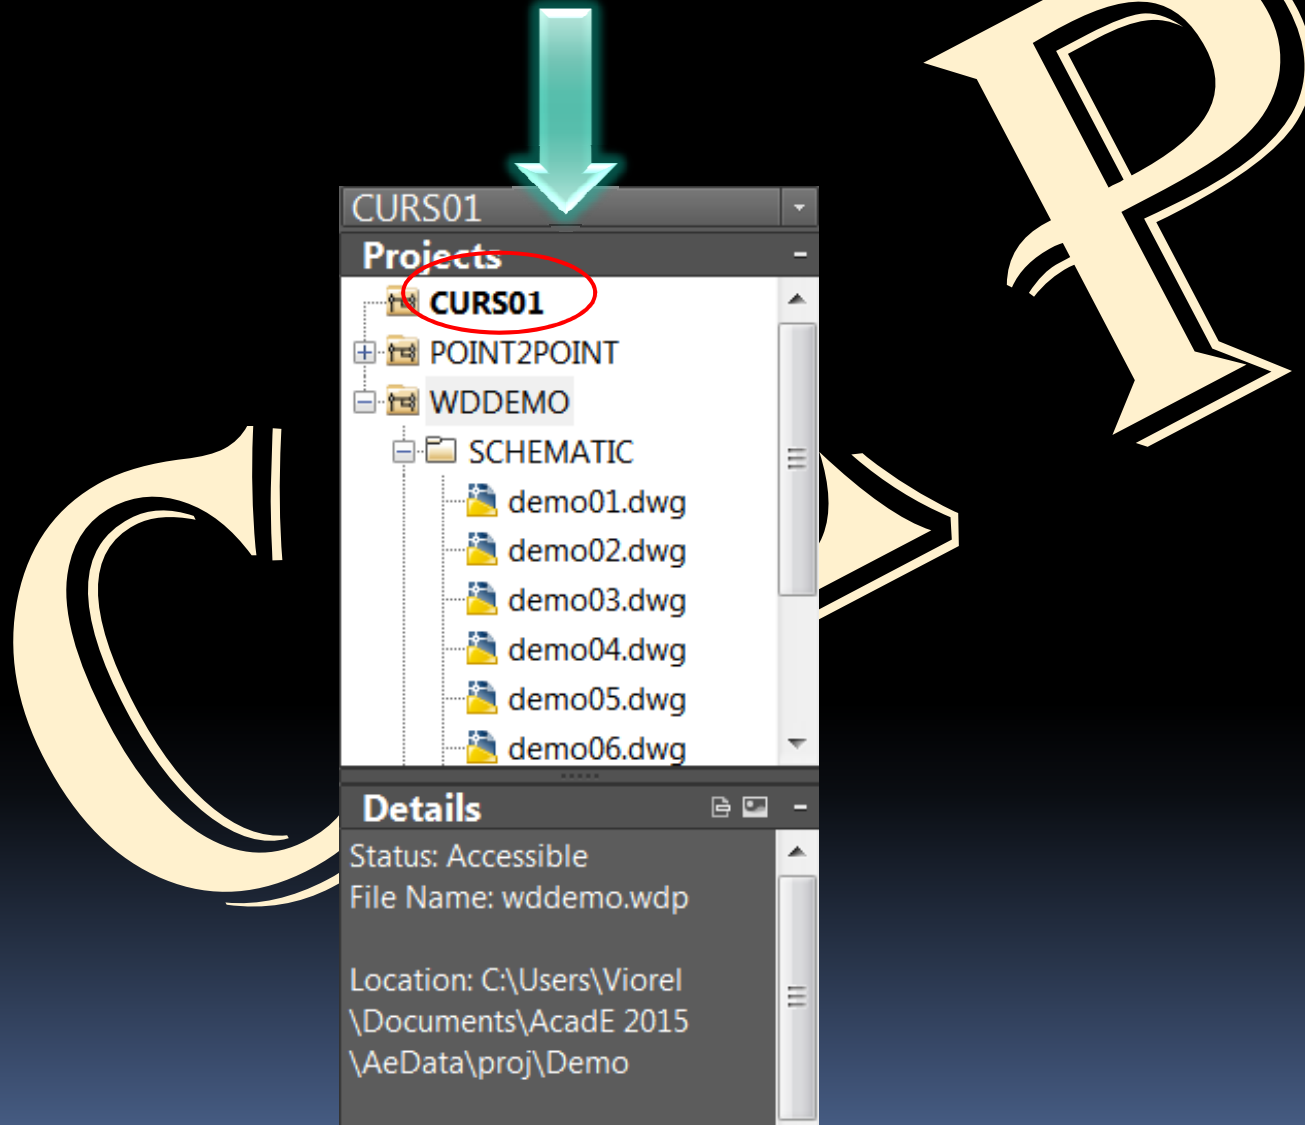 CURS01
Projects
CURS01
POINT2POINT
WDDEMO
SCHEMATIC
demo01.dwg
demo02.dwg
demo03.dwg
demo04.dwg
demo05.dwg
demo06.dwg
Details
Status: Accessible
File Name: wddemo.wdp
Location: C:\Users\Viorel
\Documents\AcadE 2015
\AeData\proj\Demo
C
P